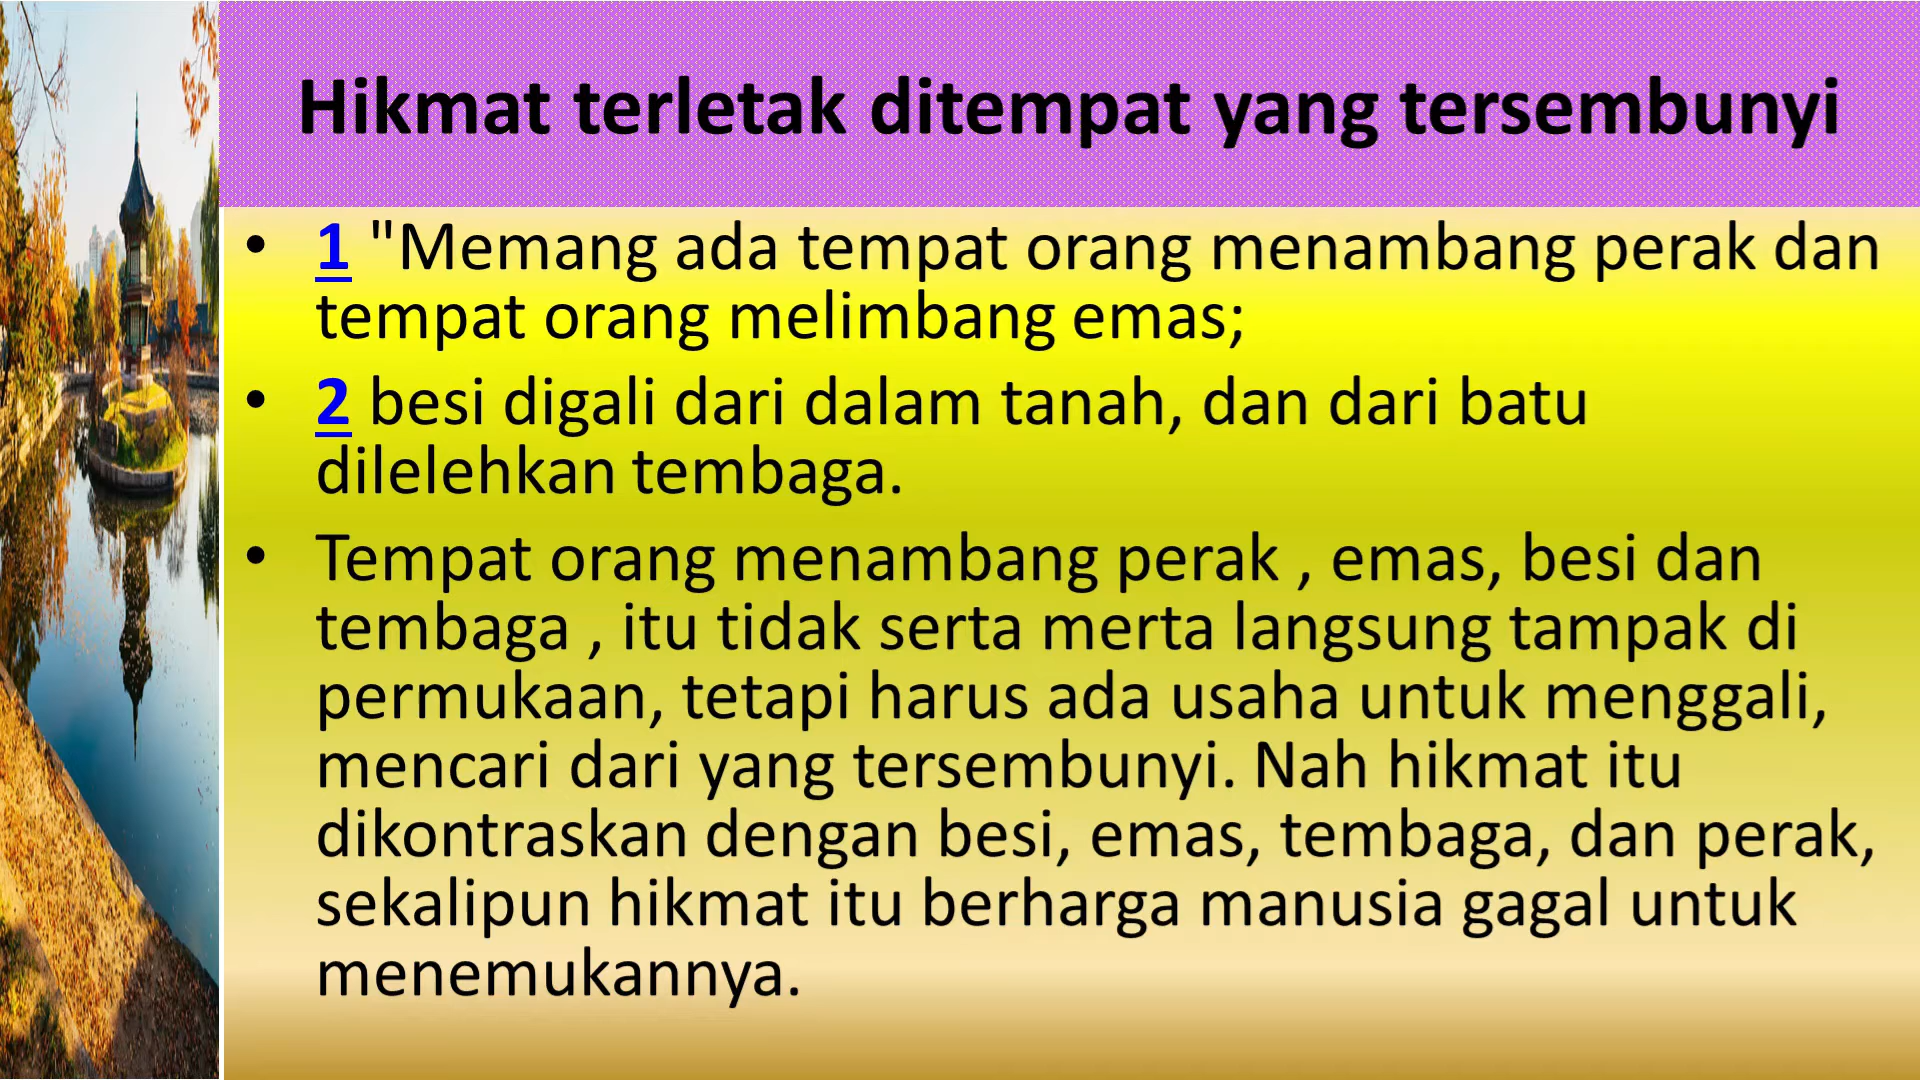 Hikmat terletak ditempat yang tersembunyi
• 1 "Memang ada tempat orang menambang perak dan
tempat orang melimbang emas;
• 2 besi digali dari dalam tanah, dan dari batu
dilelehkan tembaga.
• Tempat orang menambang perak , emas, besi dan
tembaga , itu tidak serta merta langsung tampak di
permukaan, tetapi harus ada usaha untuk menggali,
mencari dari yang tersembunyi. Nah hikmat itu
dikontraskan dengan besi, emas, tembaga, dan perak,
sekalipun hikmat itu berharga manusia gagal untuk
menemukannya.